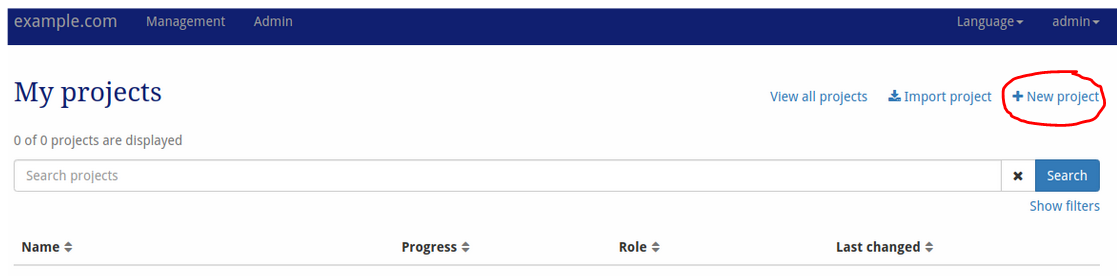 example.com Management Admin Language admin
My projects View all projects Import project New project
0 of 0 projects are displayed
Search projects Search
Show filters
Name Progress Role Last changed